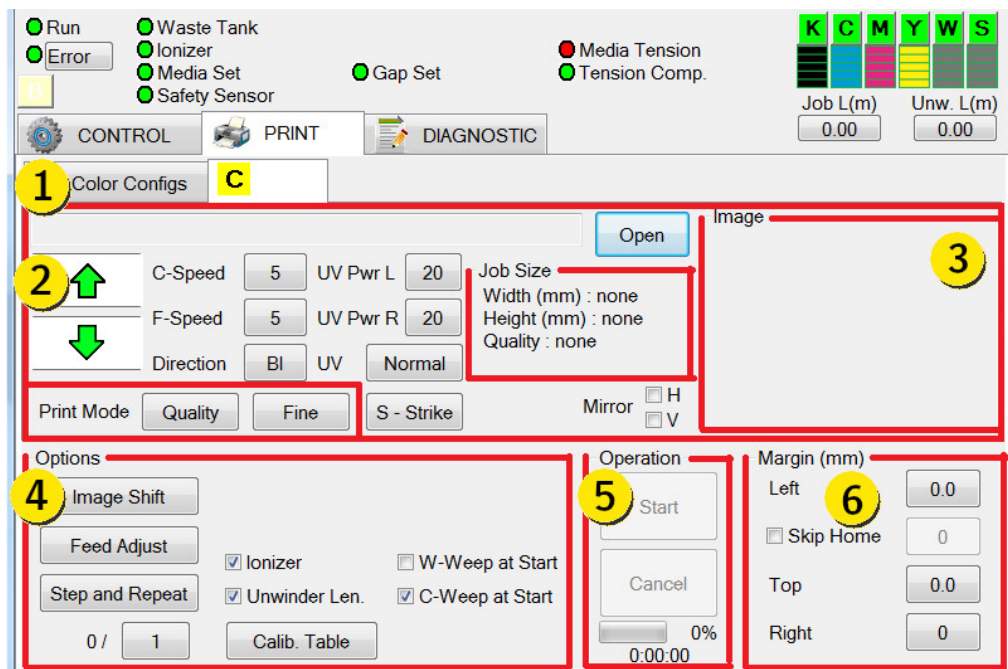 Run
Waste Tank
K C M Y W S
Error
Ionizer
Media Tension
Media Set
Gap Set
Tension Comp.
Safety Sensor
Job L(m) Unw. L(m)
0.00 0.00
CONTROL PRINT DIAGNOSTIC
1 Color Configs C
Open
Image
3
2
C-Speed 5 UV Pwr L 20
Job Size
Width (mm) : none
F-Speed 5 UV Pwr R 20
Height (mm) : none
Quality : none
Direction BI UV Normal
Print Mode Quality Fine S - Strike
Mirror H
V
Options
4 Image Shift
Feed Adjust
Ionizer W-Weep at Start
Step and Repeat Unwinder Len. C-Weep at Start
0 / 1 Calib. Table
Operation
5
Start
Cancel
0%
0:00:00
Margin (mm)
Left 6 0.0
Skip Home 0
Top 0.0
Right 0